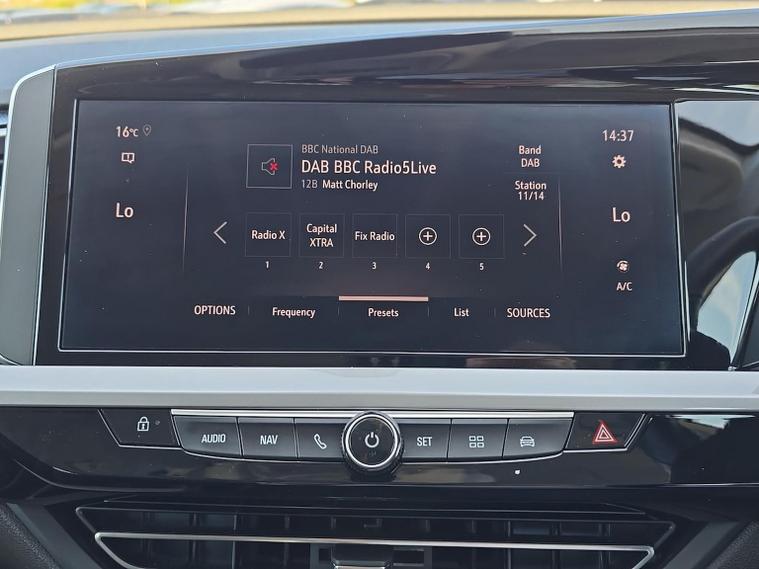 16°C
14:37
BBC National DAB
DAB BBC Radio5Live
12B Matt Chorley
Band
DAB
Station
11/14
Lo
Lo
Radio X
Capital
XTRA
Fix Radio
1
2
3
4
5
A/C
OPTIONS
Frequency
Presets
List
SOURCES
AUDIO
NAV
SET